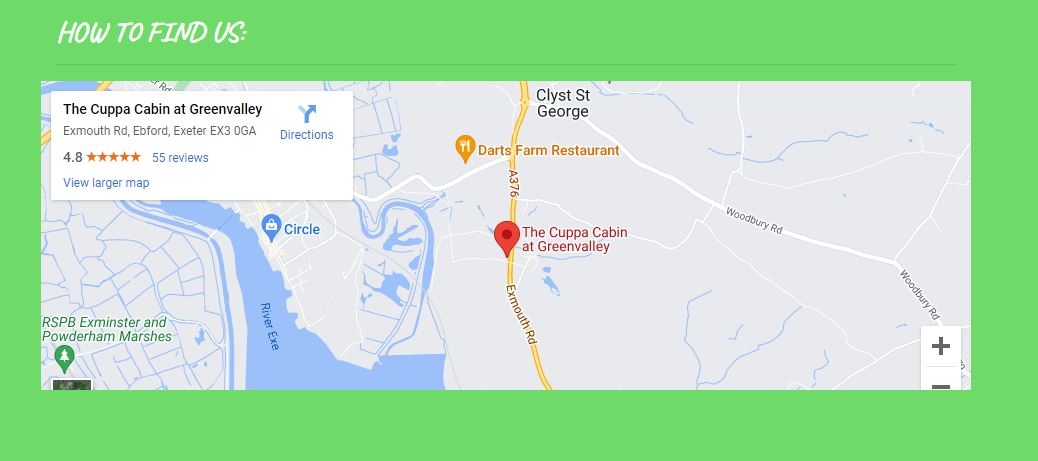 HOW TO FIND US:
The Cuppa Cabin at Greenvalley
Exmouth Rd, Ebford, Exeter EX3 0GA
Directions
4.8
55 reviews
View larger map
Clyst St
George
Darts Farm Restaurant
A376
Woodbury Rd
Circle
The Cuppa Cabin
at Greenvalley
Woodbury Rd
River Exe
Exmouth Rd
RSPB Exminster and
Powderham Marshes